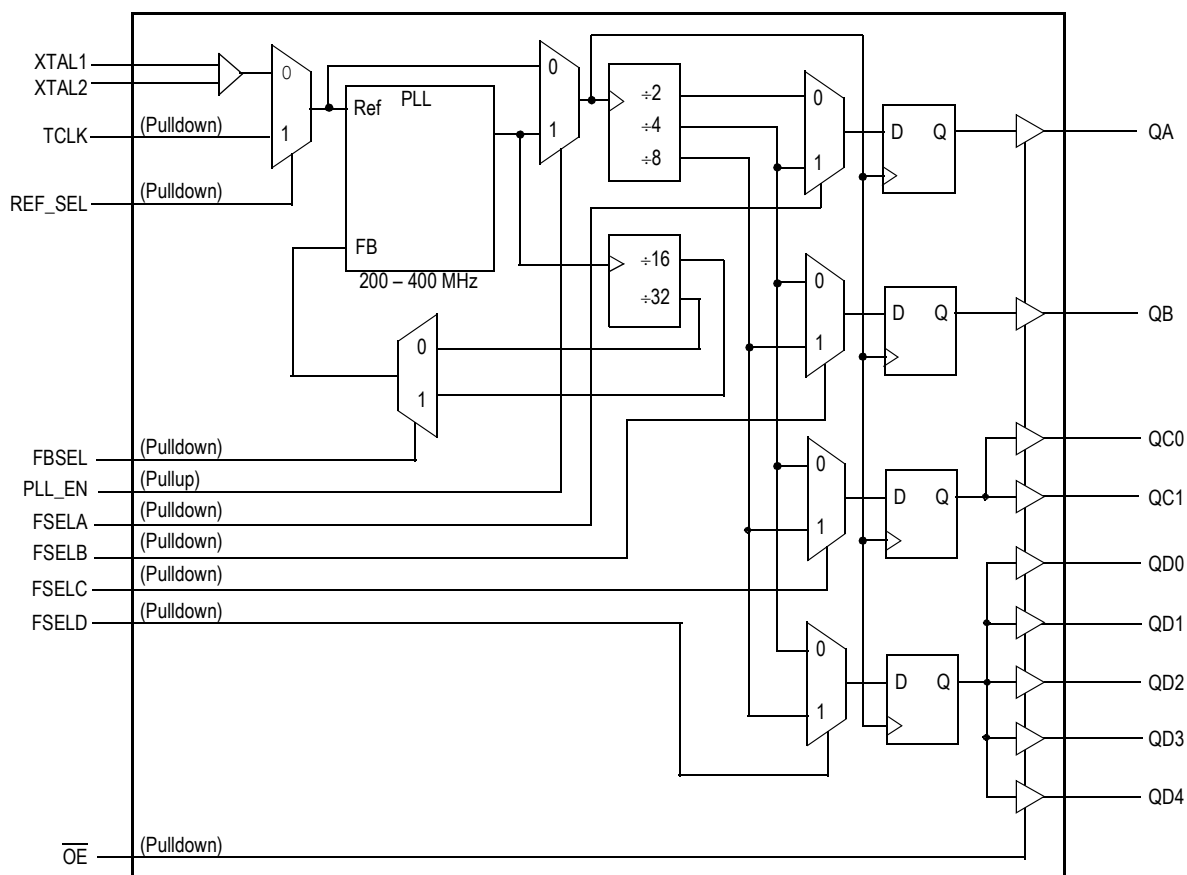 XTAL1
XTAL2
TCLK
(Pulldown)
REF_SEL
(Pulldown)
0
1
Ref
PLL
FB
200 – 400 MHz
0
1
÷2
÷4
÷8
÷16
÷32
0
1
0
1
D Q
QA
0
1
D Q
QB
0
1
D Q
QC0
QC1
0
1
D Q
QD0
QD1
QD2
QD3
QD4
FBSEL
(Pulldown)
PLL_EN
(Pullup)
FSELA
(Pulldown)
FSELB
(Pulldown)
FSELC
(Pulldown)
FSELD
(Pulldown)
OE
(Pulldown)